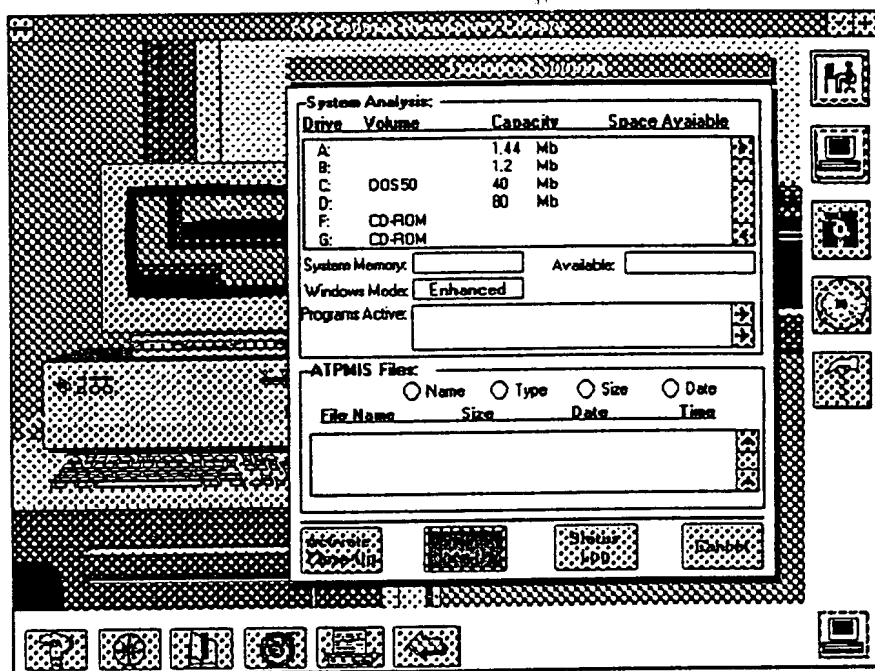 System Analysis:
Drive Volume Capacity Space Avaiable
A: 1.44 Mb
B: 1.2 Mb
C: DOS50 40 Mb
D: 80 Mb
F: CD-ROM
G: CD-ROM
System Memory: Available:
Windows Mode: Enhanced
Programs Active:
ATPMIS Files:
Name Type Size Date
File Name Size Date Time
Status
Log
Cancel